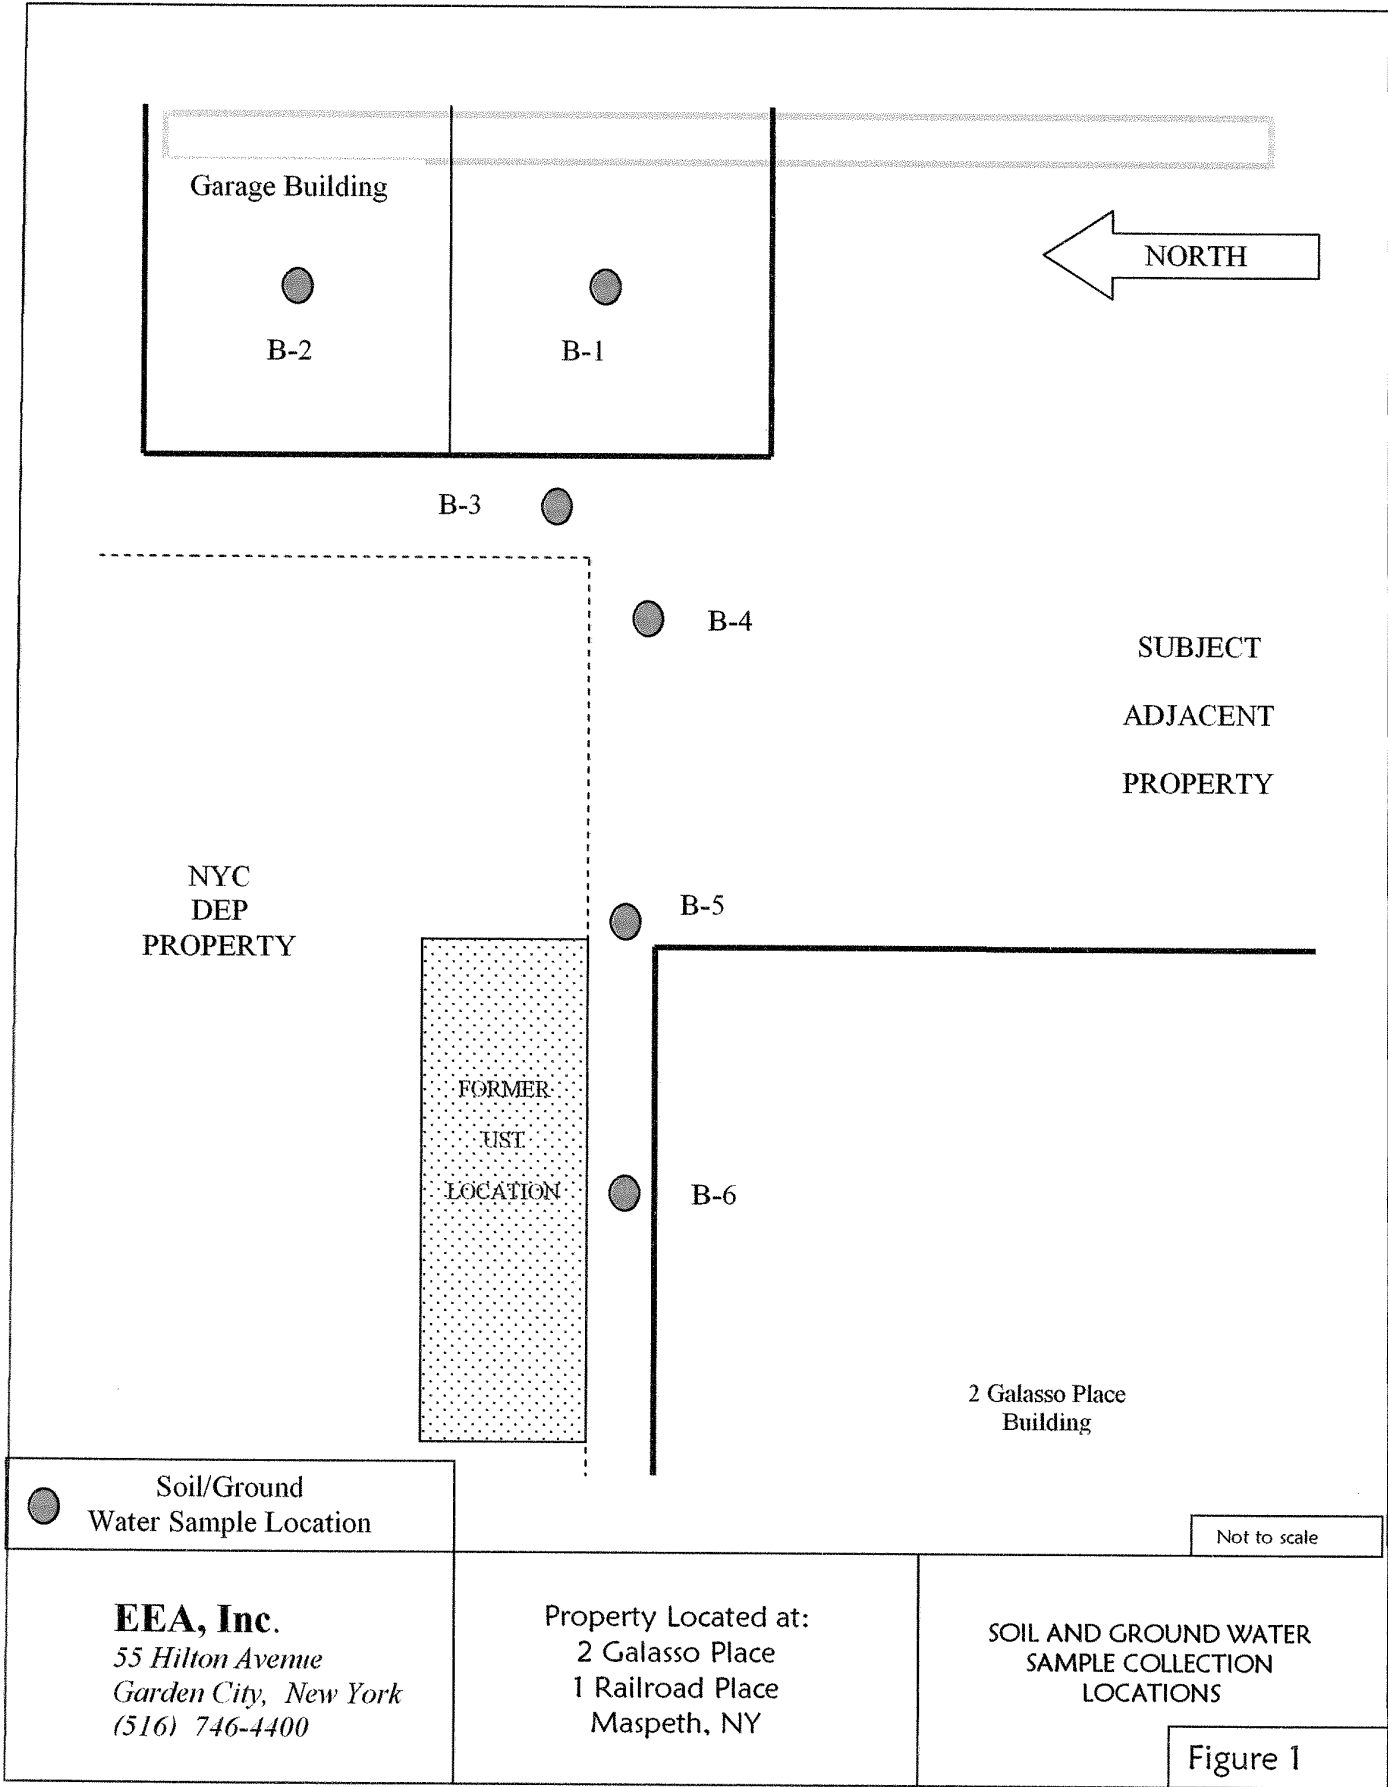 Garage Building
NORTH
B-2
B-1
B-3
B-4
SUBJECT
ADJACENT
PROPERTY
NYC
DEP
PROPERTY
B-5
FORMER
UST
LOCATION
B-6
2 Galasso Place
Building
Soil/Ground
Water Sample Location
Not to scale
EEA, Inc.
55 Hilton Avenue
Garden City, New York
(516) 746-4400
Property Located at:
2 Galasso Place
1 Railroad Place
Maspeth, NY
SOIL AND GROUND WATER
SAMPLE COLLECTION
LOCATIONS
Figure 1